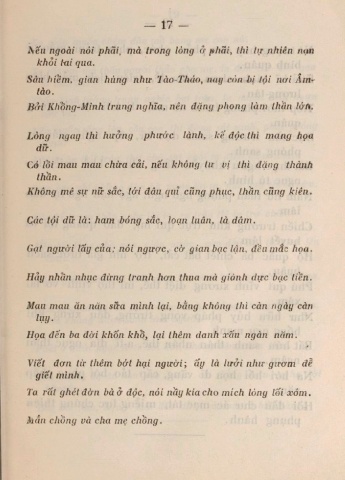 — 17 —
Nếu ngoài nói phải, mà trong lòng ở phải, thì tự nhiên nạn
khỏi tai qua.
Sâu hiểm, gian hùng như Tào-Tháo, nay còn bị tội nơi Âm-
tào.
Bởi Khồng-Minh trung nghĩa, nên đặng phong làm thần lớn.
Lòng ngay thì hưởng phước lành, kẻ độc thì mang họa
dữ.
Có lỗi mau mau chừa cải, nếu không tư vị thì đặng thành
thần.
Không mê sự nữ sắc, tới đâu quỉ cũng phục, thần cũng kiên.
Các tội dữ là: ham bóng sắc, loạn luân, là dâm.
Gạt người lấy của; nói ngược, cờ gian bạc lận, đều mắc họa.
Hãy nhẫn nhục đừng tranh hơn thua mà giành dực bạc tiền.
Mau mau ăn năn sữa mình lại, bằng không thì càn ngày càn
lụy.
Họa đến ba đời khốn khổ, lại thêm danh xấu ngàn năm.
Viết đơn từ thêm bớt hại người; ấy là lưỡi như gươm để
giết mình.
Ta rất ghét đờn bà ở độc, nói nầy kia cho mích lòng lối xóm.
Mắn chồng và cha mẹ chồng.